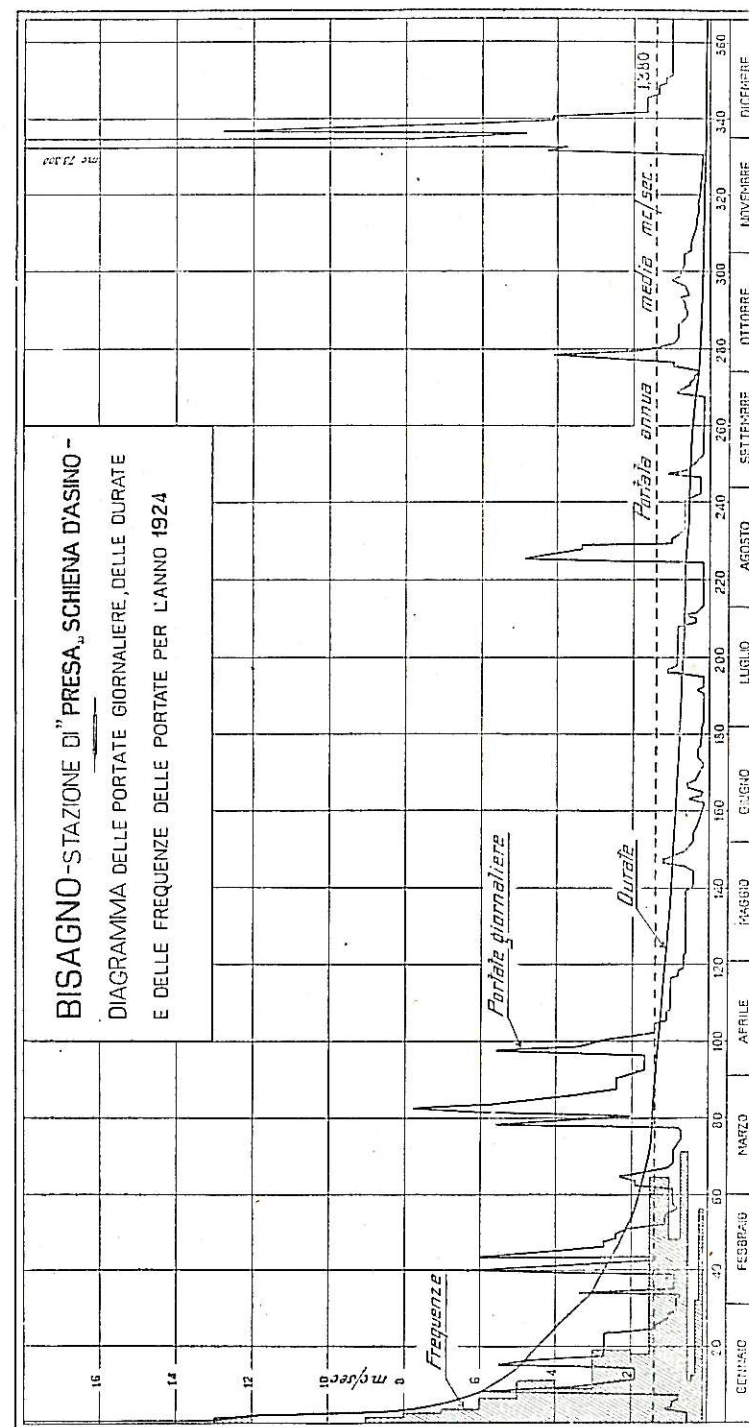 BISAGNO-STAZIONE DI "PRESA„ SCHIENA D'ASINO-
DIAGRAMMA DELLE PORTATE GIORNALIERE, DELLE DURATE
E DELLE FREQUENZE DELLE PORTATE PER L'ANNO 1924
mc 73300
16
14
12
10
8
mc/sec
6
4
2
Frequenze
Portate giornaliere
Durate
Portata annua media mc/sec.
1,380
20
40
60
80
100
120
140
160
180
200
220
240
260
280
300
320
340
360
GENNAIO
FEBBRAIO
MARZO
APRILE
MAGGIO
GIUGNO
LUGLIO
AGOSTO
SETTEMBRE
OTTOBRE
NOVEMBRE
DICEMBRE